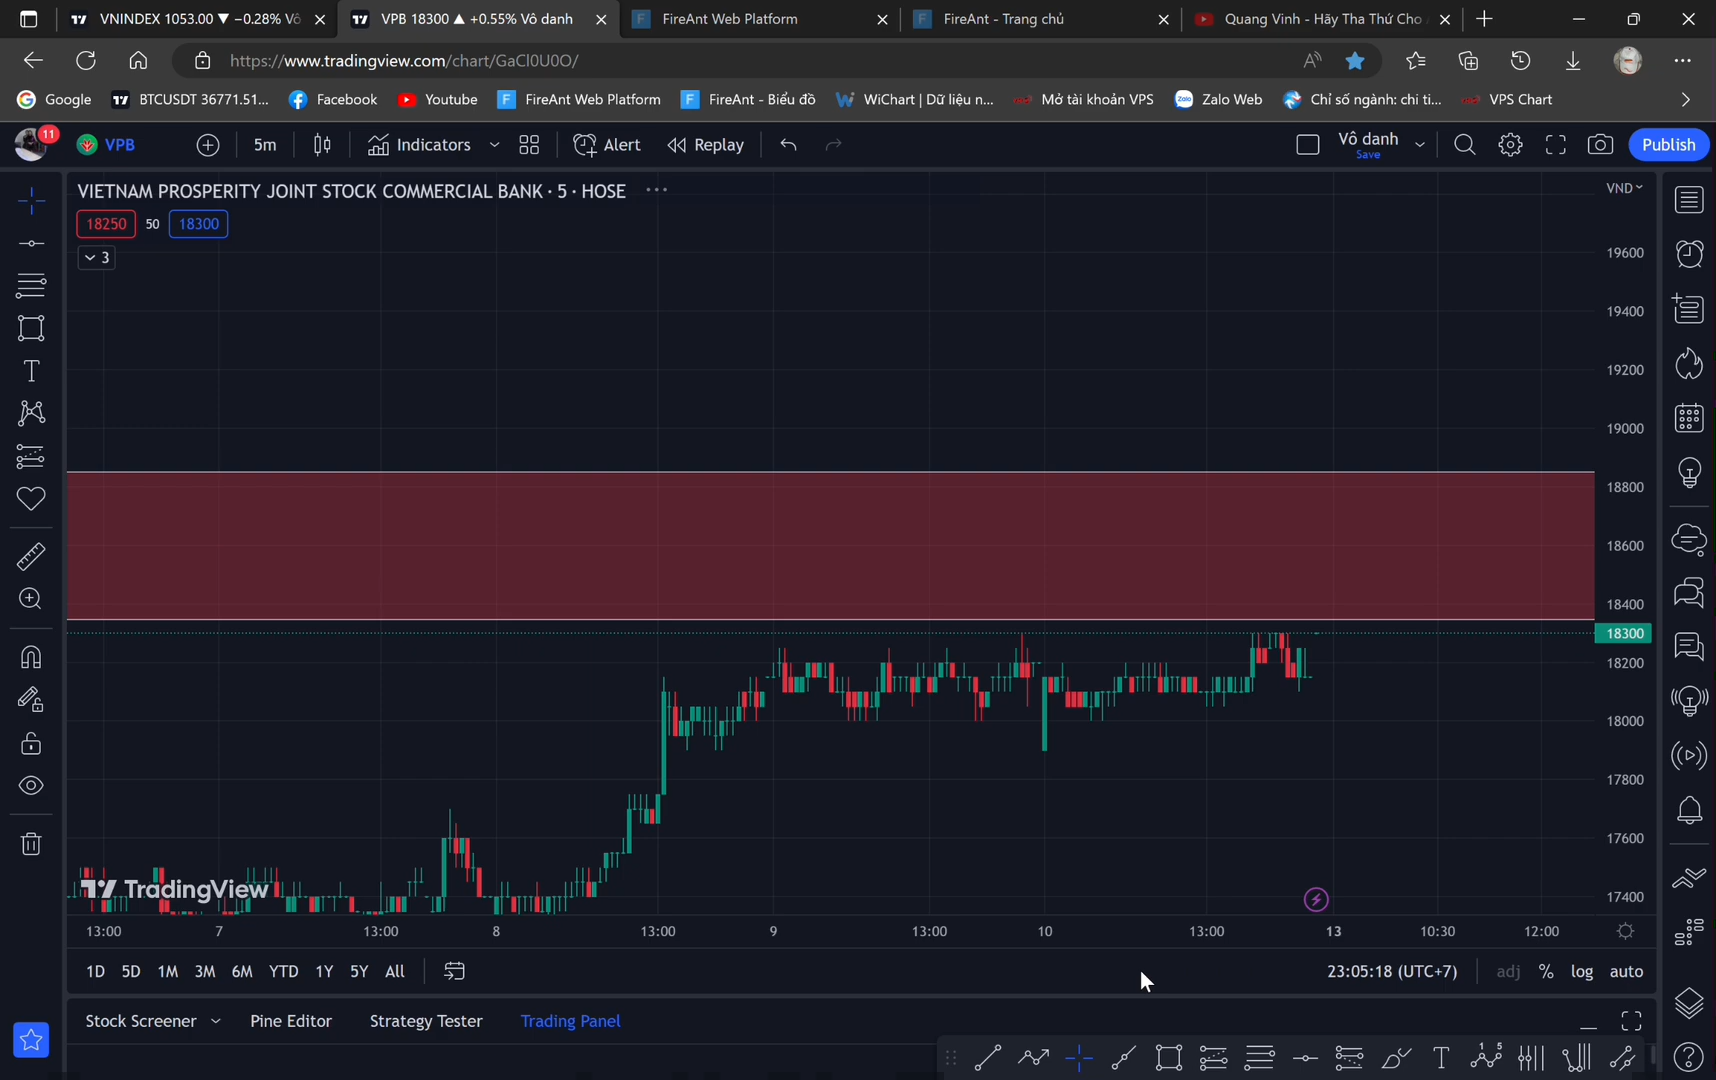 VNINDEX 1053.00 ▼ −0.28% Vô
VPB 18300 ▲ +0.55% Vô danh
FireAnt Web Platform
FireAnt - Trang chủ
Quang Vinh - Hãy Tha Thứ Cho
https://www.tradingview.com/chart/GaCl0U0O/
Google
BTCUSDT 36771.51...
Facebook
Youtube
FireAnt Web Platform
FireAnt - Biểu đồ
WiChart | Dữ liệu n...
Mở tài khoản VPS
Zalo Web
Chỉ số ngành: chi ti...
VPS Chart
11
VPB
5m
Indicators
Alert
Replay
Vô danh
Save
Publish
VIETNAM PROSPERITY JOINT STOCK COMMERCIAL BANK · 5 · HOSE
VND
18250 50 18300
3
19600
19400
19200
19000
18800
18600
18400
18300
18200
18000
17800
17600
17400
TradingView
13:00 7 13:00 8 13:00 9 13:00 10 13:00 13 10:30 12:00
1D 5D 1M 3M 6M YTD 1Y 5Y All
23:05:18 (UTC+7) adj % log auto
Stock Screener Pine Editor Strategy Tester Trading Panel